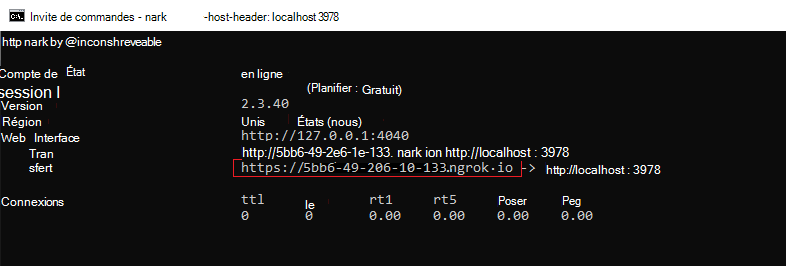 Invite de commandes - nark -host-header: localhost 3978
http nark by @inconshreveable
Compte de État en ligne
session I (Planifier : Gratuit)
Version 2.3.40
Région Unis États (nous)
Web Interface http://127.0.0.1:4040
Tran http://5bb6-49-2e6-1e-133. nark ion http://localhost : 3978
sfert https://5bb6-49-206-10-133.ngrok.io -> http://localhost : 3978
Connexions ttl le rt1 rt5 Poser Peg
0 0 0.00 0.00 0.00 0.00